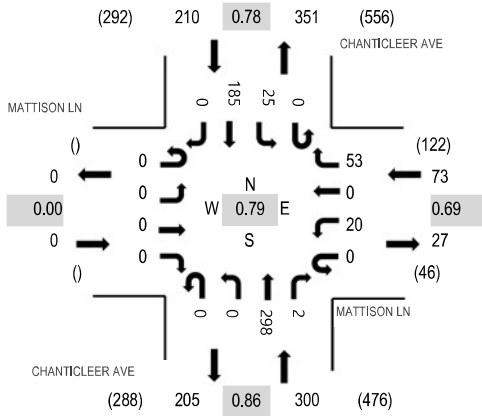 (292) 210 0.78 351 (556)
CHANTICLEER AVE
0 185 25 0
MATTISON LN
() 0 53 (122)
0 0 0 73
0.00 N 0.69
W 0.79 E
0 0 S 20 27
() 0 0 (46)
0 0 298 2
MATTISON LN
CHANTICLEER AVE
(288) 205 0.86 300 (476)